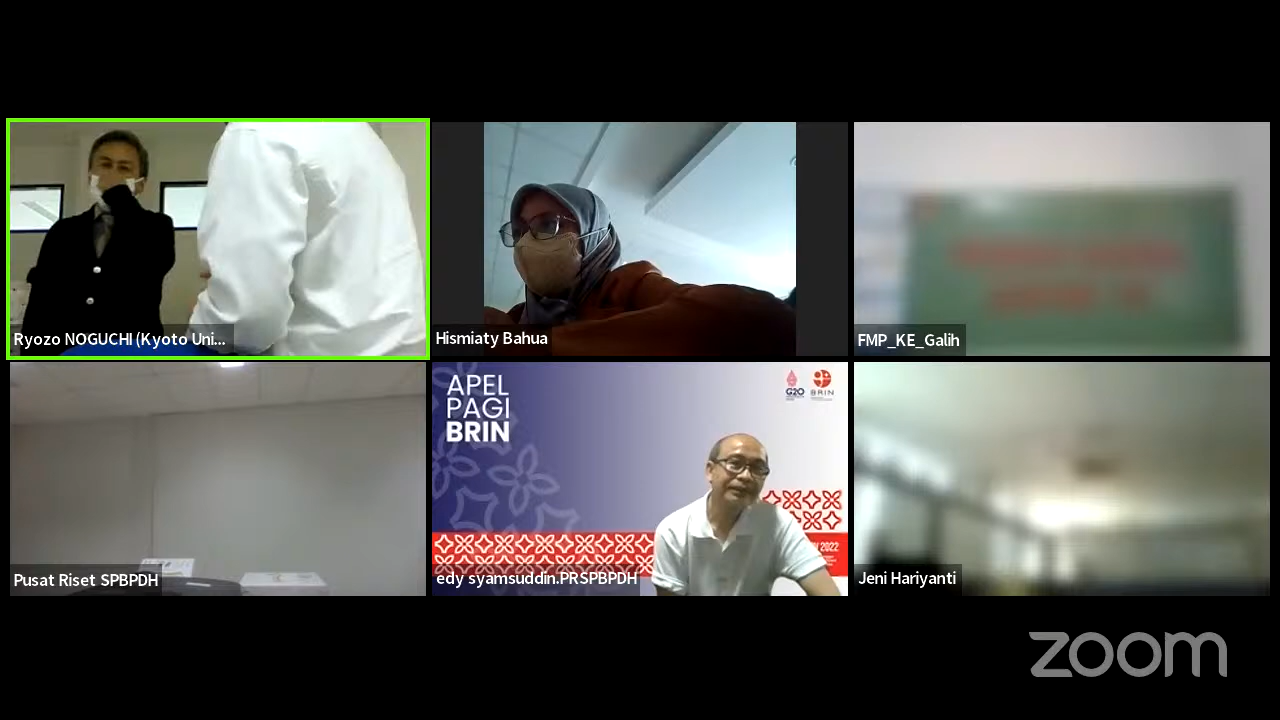 Ryozo NOGUCHI (Kyoto Uni...
Hismiaty Bahua
FMP_KE_Galih
Pusat Riset SPBPDH
APEL
PAGI
BRIN
G20
BRIN
2022
edy syamsuddin.PRSPBPDH
Jeni Hariyanti
zoom